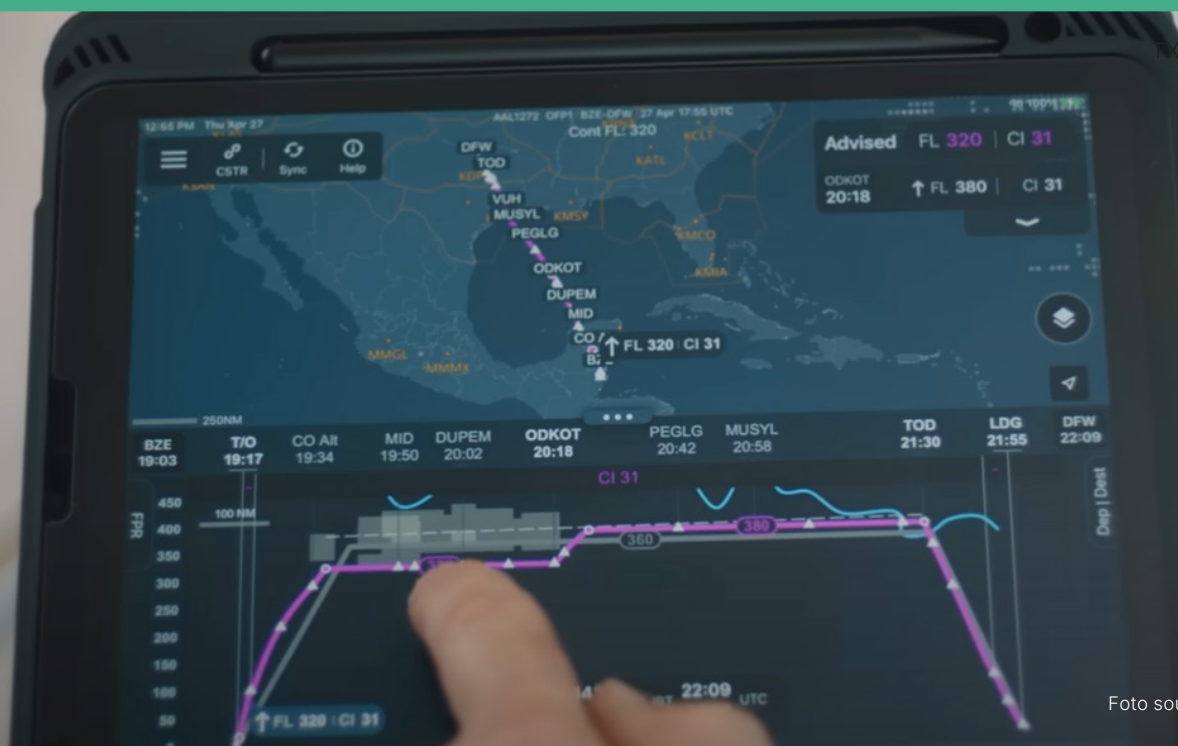 12:55 PM Thu Apr 27
AAL1272 OFP1 BZE-DFW 27 Apr 17:55 UTC
100%
Cont FL: 320
CSTR
Sync
Help
Advised FL 320 CI 31
ODKOT
20:18
↑ FL 380 CI 31
DFW
TOD
VUH
MUSYL
PEGLG
ODKOT
DUPEM
MID
CO
↑ FL 320 CI 31
KCLT
KATL
KMSY
KMCO
KMIA
MMGL
MMMX
250NM
BZE
19:03
T/O
19:17
CO Alt
19:34
MID
19:50
DUPEM
20:02
ODKOT
20:18
PEGLG
20:42
MUSYL
20:58
TOD
21:30
LDG
21:55
DFW
22:09
CI 31
FPR
Dep | Dest
100 NM
450
400
350
300
250
200
150
100
50
380
360
↑ FL 320 CI 31
22:09 UTC
Foto